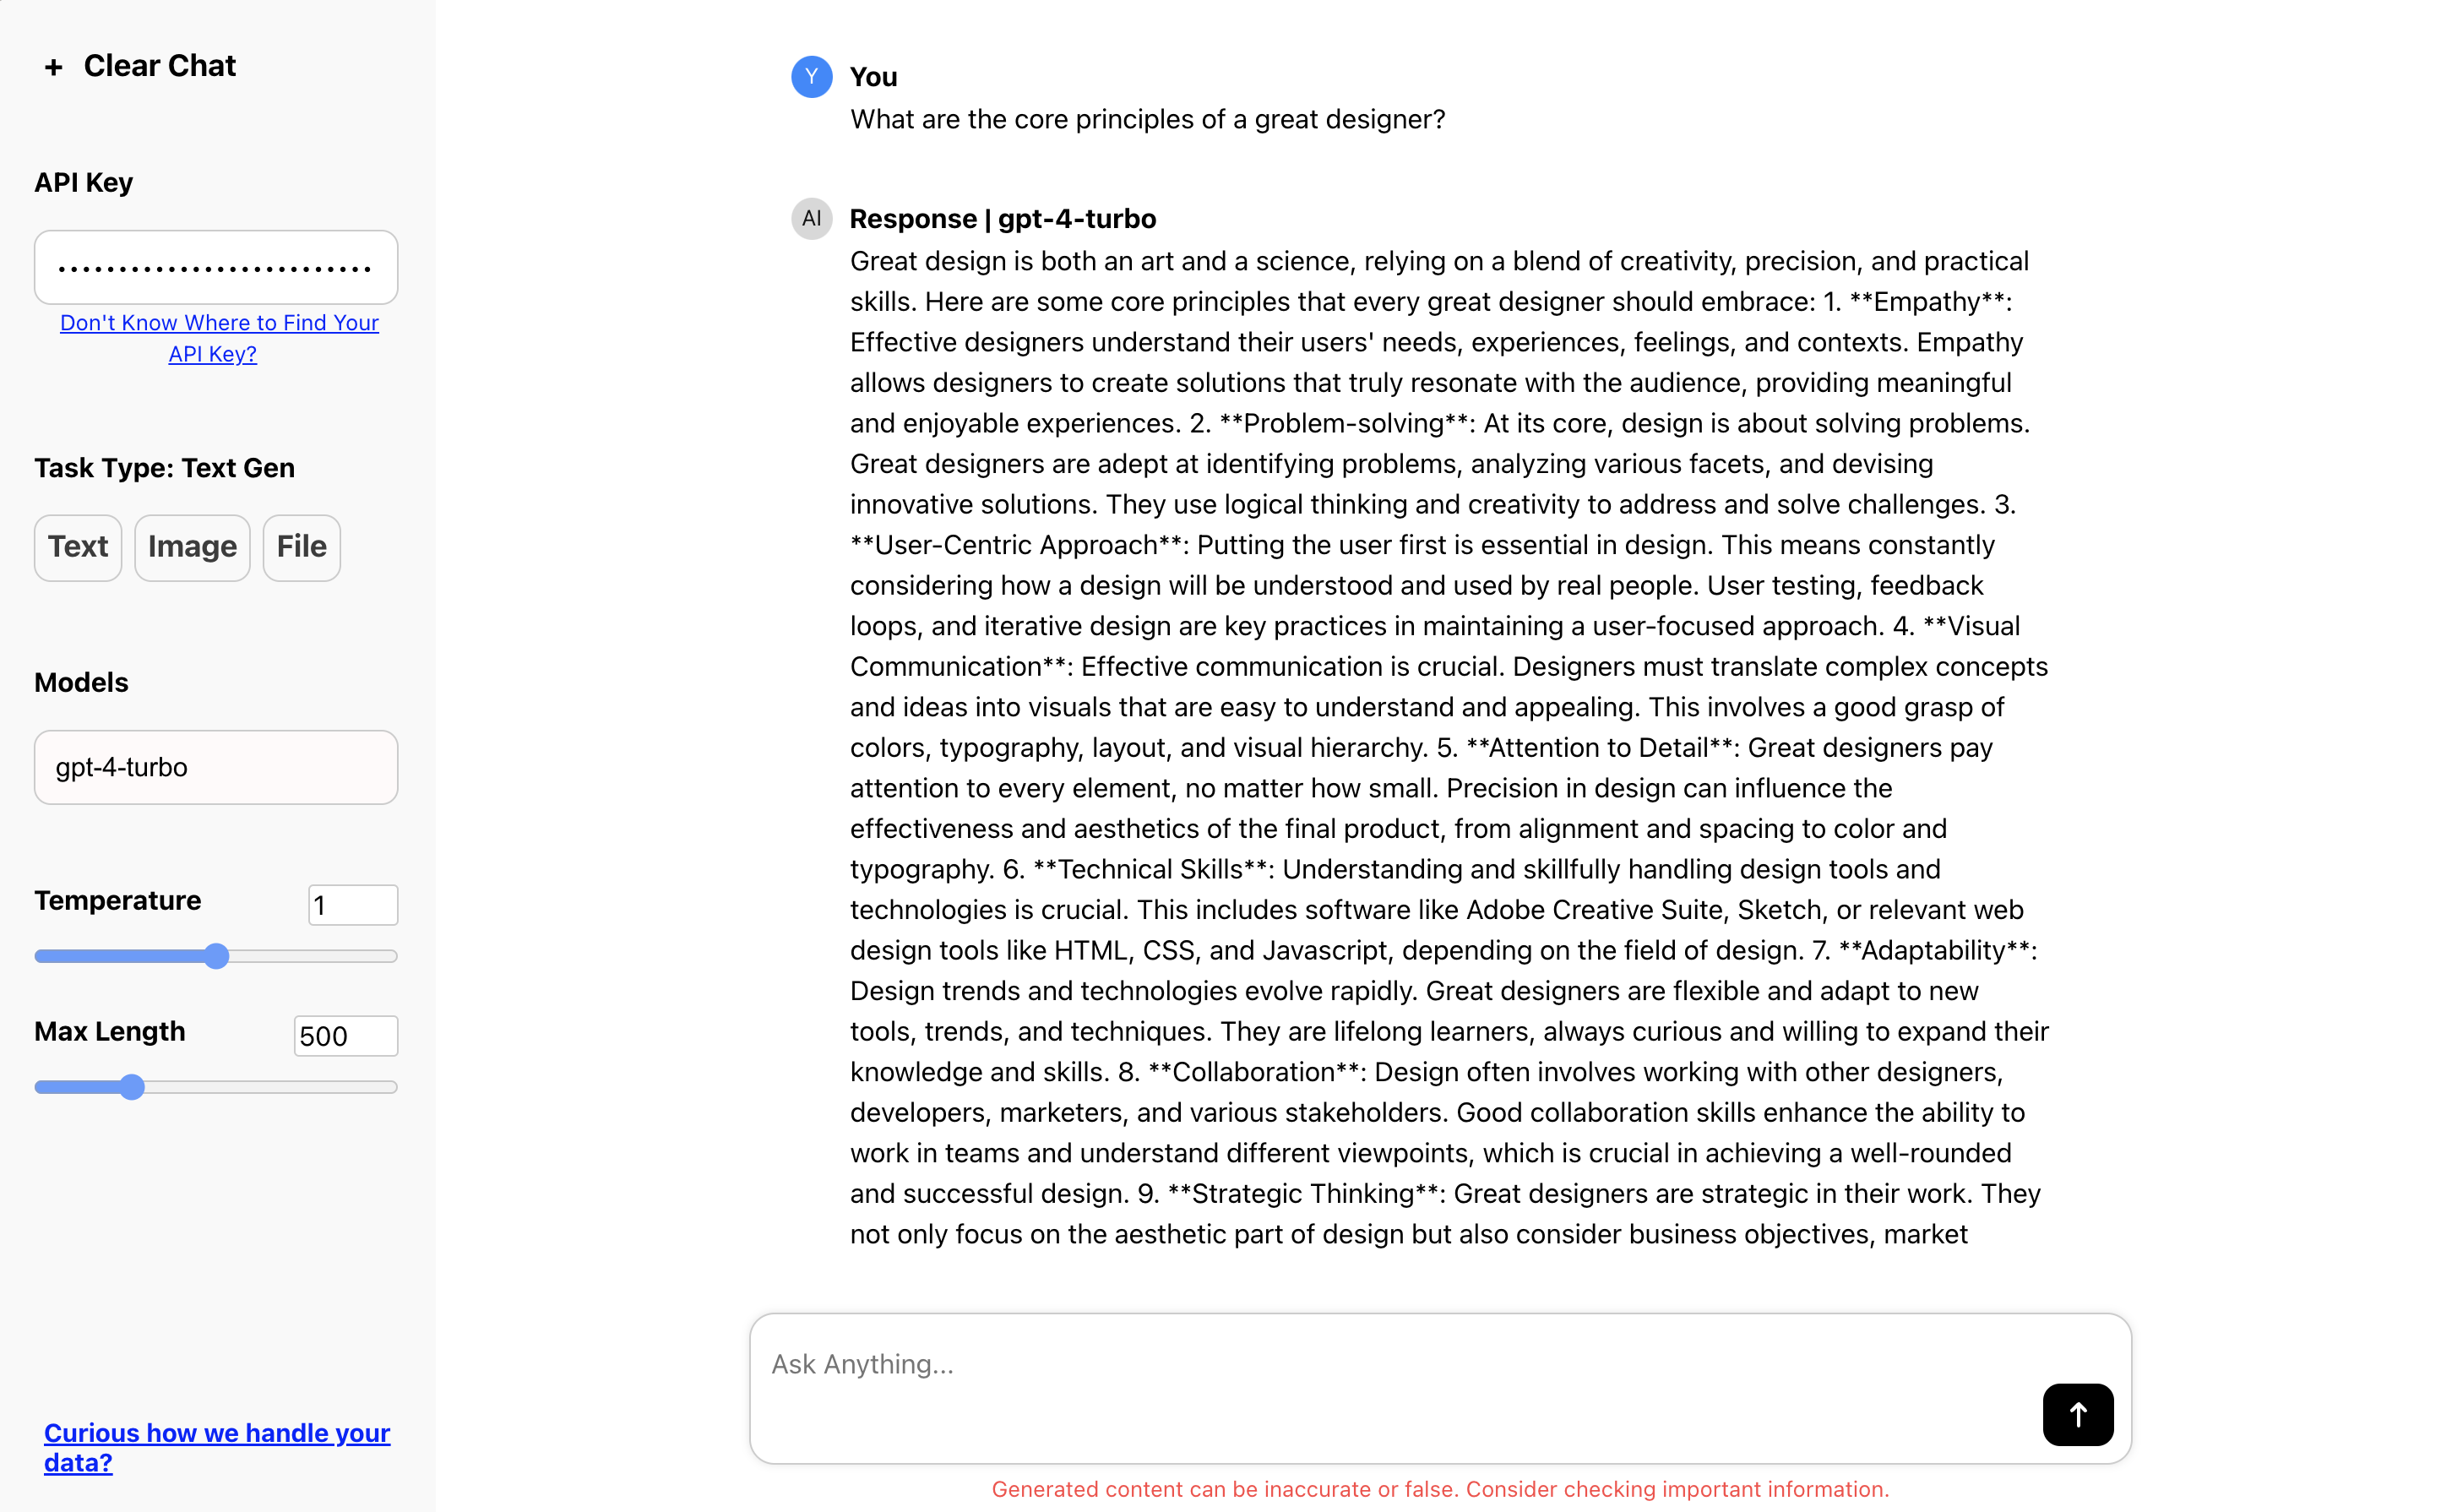 + Clear Chat
API Key
Don't Know Where to Find Your
API Key?
Task Type: Text Gen
Text Image File
Models
gpt-4-turbo
Temperature 1
Max Length 500
Curious how we handle your
data?
Y You
What are the core principles of a great designer?
AI Response | gpt-4-turbo
Great design is both an art and a science, relying on a blend of creativity, precision, and practical
skills. Here are some core principles that every great designer should embrace: 1. **Empathy**:
Effective designers understand their users' needs, experiences, feelings, and contexts. Empathy
allows designers to create solutions that truly resonate with the audience, providing meaningful
and enjoyable experiences. 2. **Problem-solving**: At its core, design is about solving problems.
Great designers are adept at identifying problems, analyzing various facets, and devising
innovative solutions. They use logical thinking and creativity to address and solve challenges. 3.
**User-Centric Approach**: Putting the user first is essential in design. This means constantly
considering how a design will be understood and used by real people. User testing, feedback
loops, and iterative design are key practices in maintaining a user-focused approach. 4. **Visual
Communication**: Effective communication is crucial. Designers must translate complex concepts
and ideas into visuals that are easy to understand and appealing. This involves a good grasp of
colors, typography, layout, and visual hierarchy. 5. **Attention to Detail**: Great designers pay
attention to every element, no matter how small. Precision in design can influence the
effectiveness and aesthetics of the final product, from alignment and spacing to color and
typography. 6. **Technical Skills**: Understanding and skillfully handling design tools and
technologies is crucial. This includes software like Adobe Creative Suite, Sketch, or relevant web
design tools like HTML, CSS, and Javascript, depending on the field of design. 7. **Adaptability**:
Design trends and technologies evolve rapidly. Great designers are flexible and adapt to new
tools, trends, and techniques. They are lifelong learners, always curious and willing to expand their
knowledge and skills. 8. **Collaboration**: Design often involves working with other designers,
developers, marketers, and various stakeholders. Good collaboration skills enhance the ability to
work in teams and understand different viewpoints, which is crucial in achieving a well-rounded
and successful design. 9. **Strategic Thinking**: Great designers are strategic in their work. They
not only focus on the aesthetic part of design but also consider business objectives, market
Ask Anything...
Generated content can be inaccurate or false. Consider checking important information.